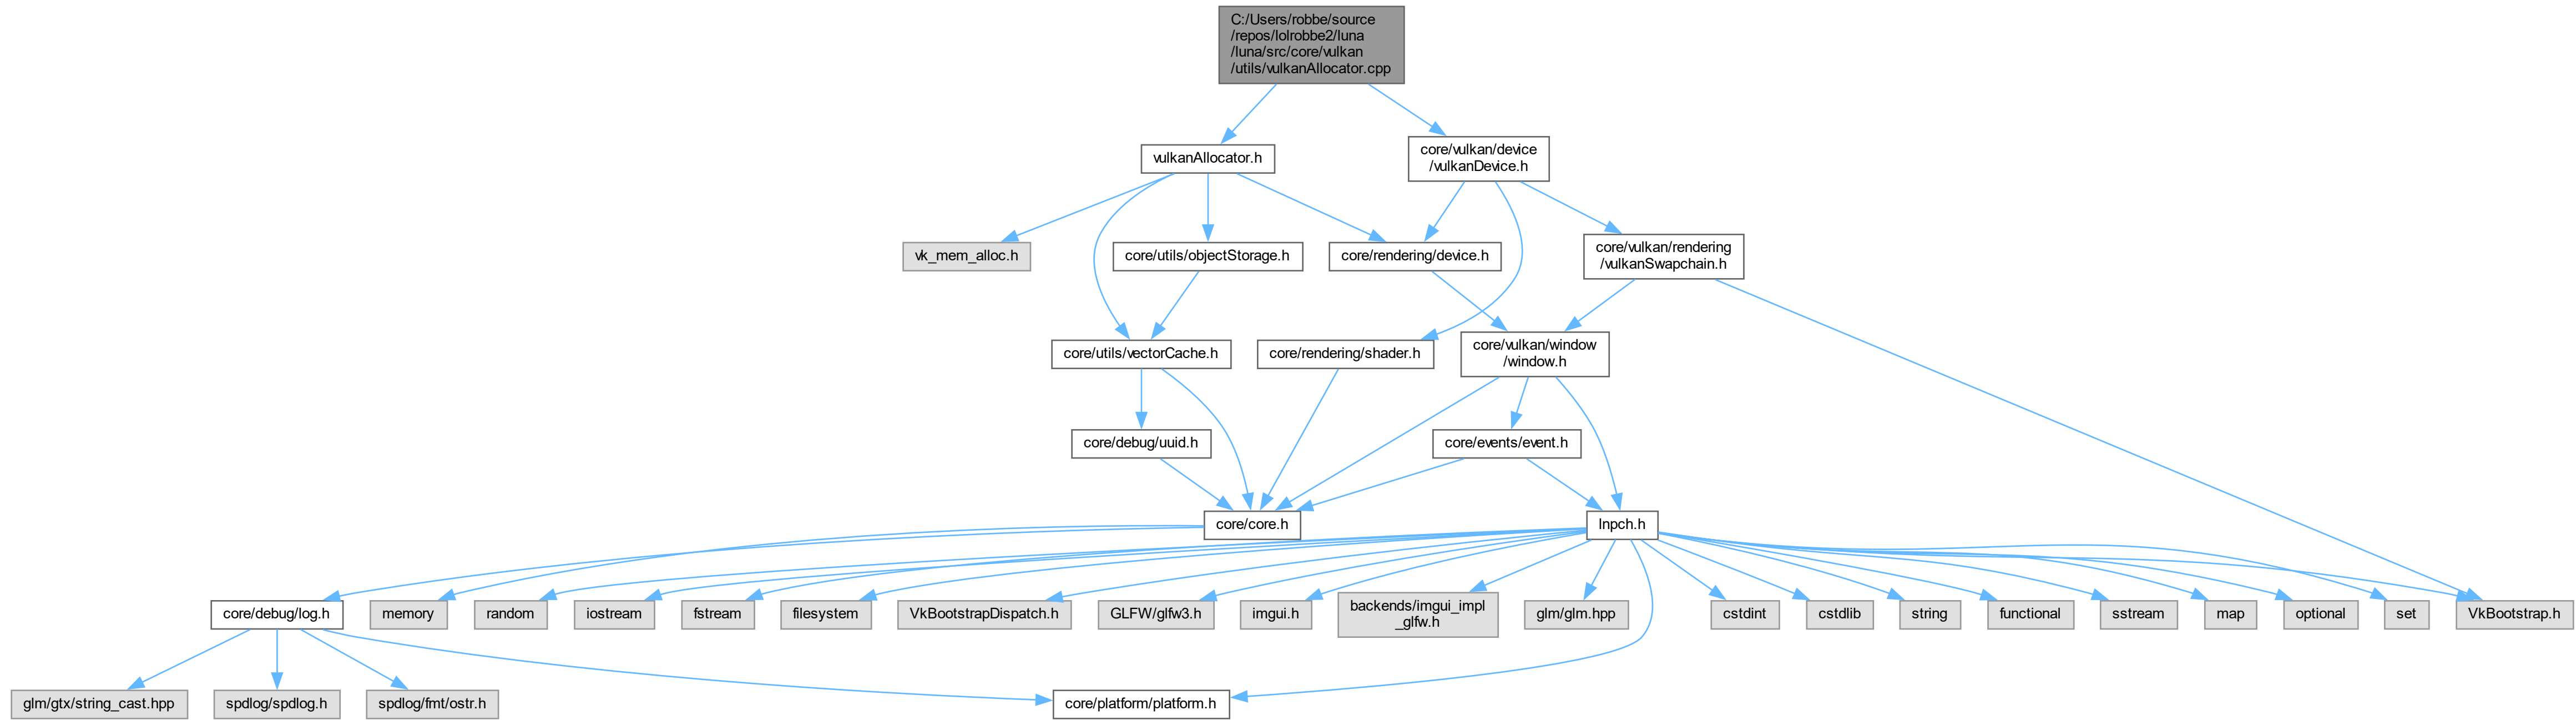 C:/Users/robbe/source
/repos/lolrobbe2/luna
/luna/src/core/vulkan
/utils/vulkanAllocator.cpp
vulkanAllocator.h
core/vulkan/device
/vulkanDevice.h
vk_mem_alloc.h
core/utils/objectStorage.h
core/rendering/device.h
core/vulkan/rendering
/vulkanSwapchain.h
core/utils/vectorCache.h
core/rendering/shader.h
core/vulkan/window
/window.h
core/debug/uuid.h
core/events/event.h
core/core.h
lnpch.h
core/debug/log.h
memory
random
iostream
fstream
filesystem
VkBootstrapDispatch.h
GLFW/glfw3.h
imgui.h
backends/imgui_impl
_glfw.h
glm/glm.hpp
cstdint
cstdlib
string
functional
sstream
map
optional
set
VkBootstrap.h
glm/gtx/string_cast.hpp
spdlog/spdlog.h
spdlog/fmt/ostr.h
core/platform/platform.h